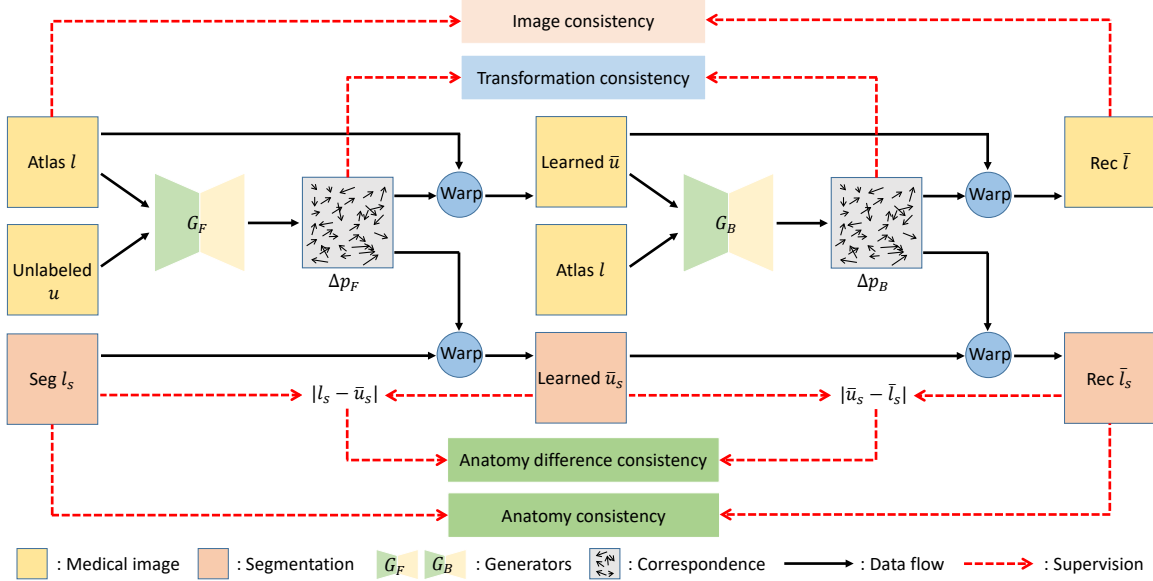 Image consistency
Transformation consistency
Atlas l
Learned ū
Rec l̄
G_F
Warp
G_B
Warp
Unlabeled
u
Atlas l
Δp_F
Δp_B
Seg l_s
Warp
Learned ū_s
Warp
Rec l̄_s
|l_s − ū_s|
|ū_s − l̄_s|
Anatomy difference consistency
Anatomy consistency
: Medical image : Segmentation G_F G_B : Generators : Correspondence : Data flow : Supervision